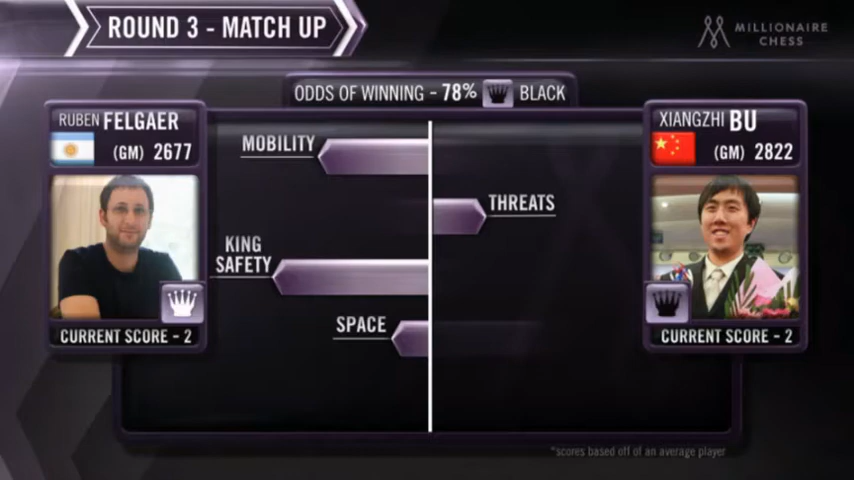 ROUND 3 - MATCH UP
MILLIONAIRE
CHESS
ODDS OF WINNING - 78% BLACK
RUBEN FELGAER
(GM) 2677
CURRENT SCORE - 2
MOBILITY
THREATS
KING
SAFETY
SPACE
XIANGZHI BU
(GM) 2822
CURRENT SCORE - 2
*scores based off of an average player